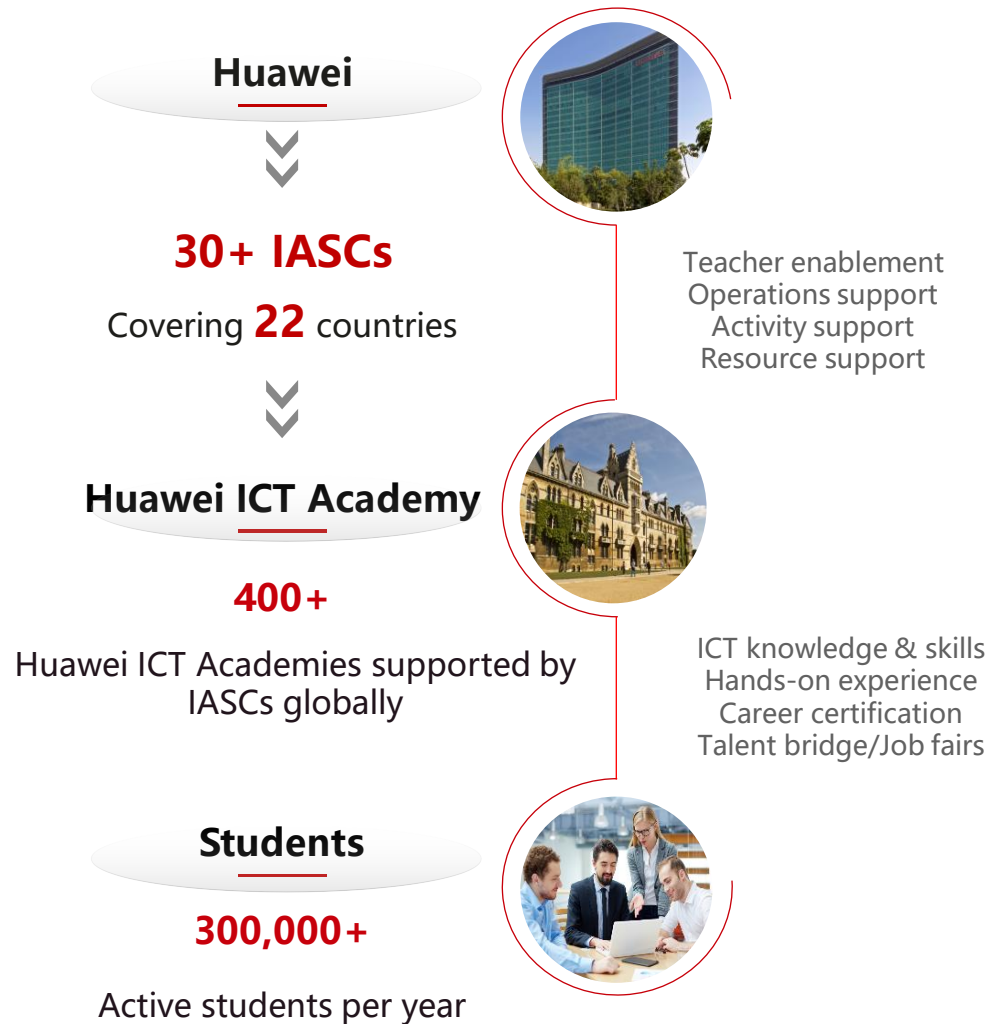 Huawei
30+ IASCs
Covering 22 countries
Teacher enablement
Operations support
Activity support
Resource support
Huawei ICT Academy
400+
Huawei ICT Academies supported by
IASCs globally
ICT knowledge & skills
Hands-on experience
Career certification
Talent bridge/Job fairs
Students
300,000+
Active students per year